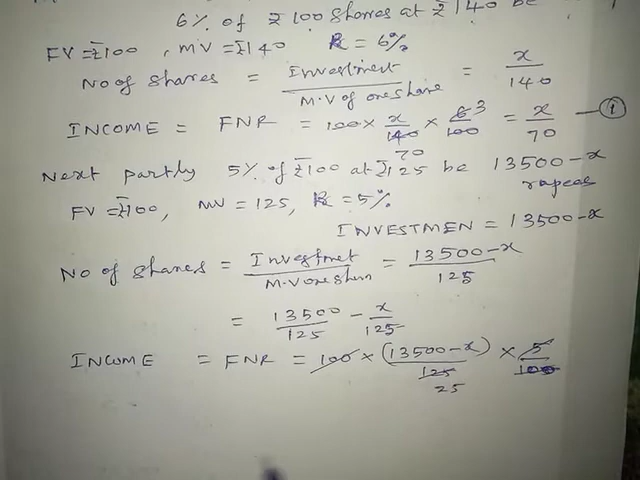 6% of ₹100 shares at ₹140 be
FV = ₹100, MV = ₹140 R = 6%
No of shares = Investment / M.V of one share = x / 140
INCOME = FNR = 100 × x / 140 70 × 6 3 / 100 = x / 70 — ①
Next partly 5% of ₹100 at ₹125 be 13500 - x
rupees
FV = ₹100, MV = 125, R = 5%
INVESTMEN = 13500 - x
No of shares = Investmet / M.V one share = 13500 - x / 125
= 13500 / 125 - x / 125
INCOME = FNR = 100 × (13500 - x) / 125 25 × 5 / 100